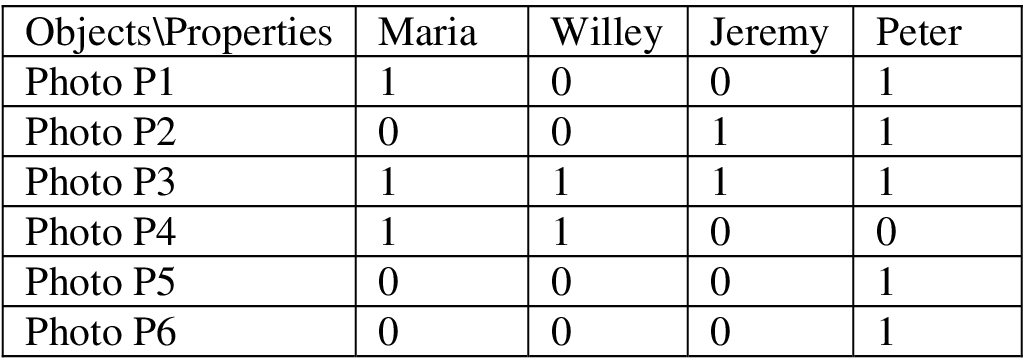 Objects\Properties Maria Willey Jeremy Peter
Photo P1 1 0 0 1
Photo P2 0 0 1 1
Photo P3 1 1 1 1
Photo P4 1 1 0 0
Photo P5 0 0 0 1
Photo P6 0 0 0 1